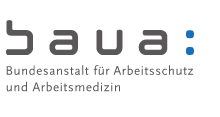 baua:
Bundesanstalt für Arbeitsschutz
und Arbeitsmedizin